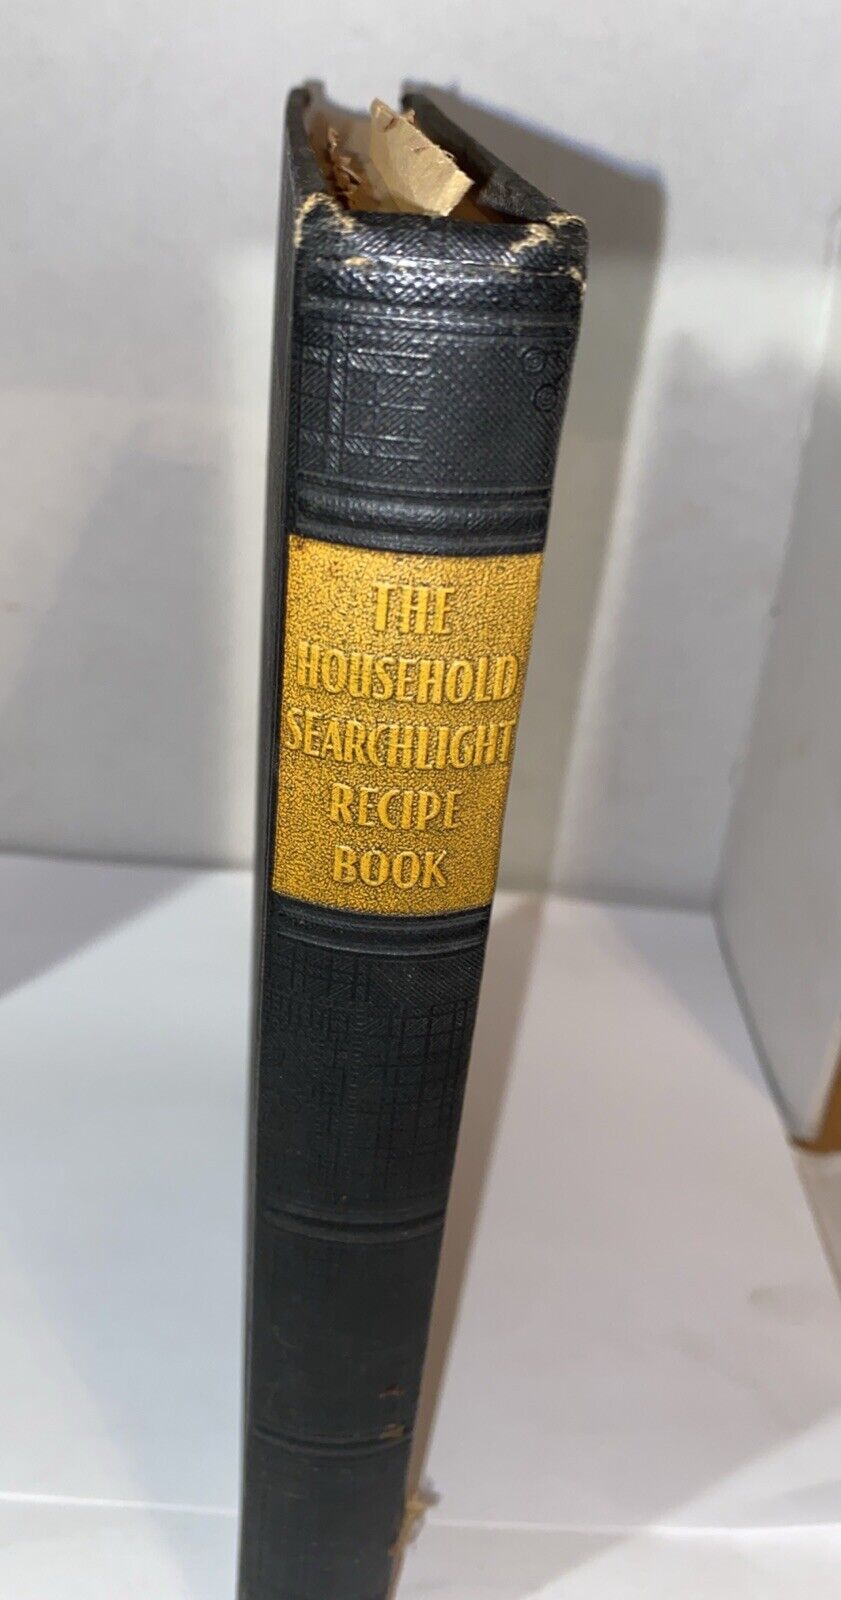 THE
HOUSEHOLD
SEARCHLIGHT
RECIPE
BOOK